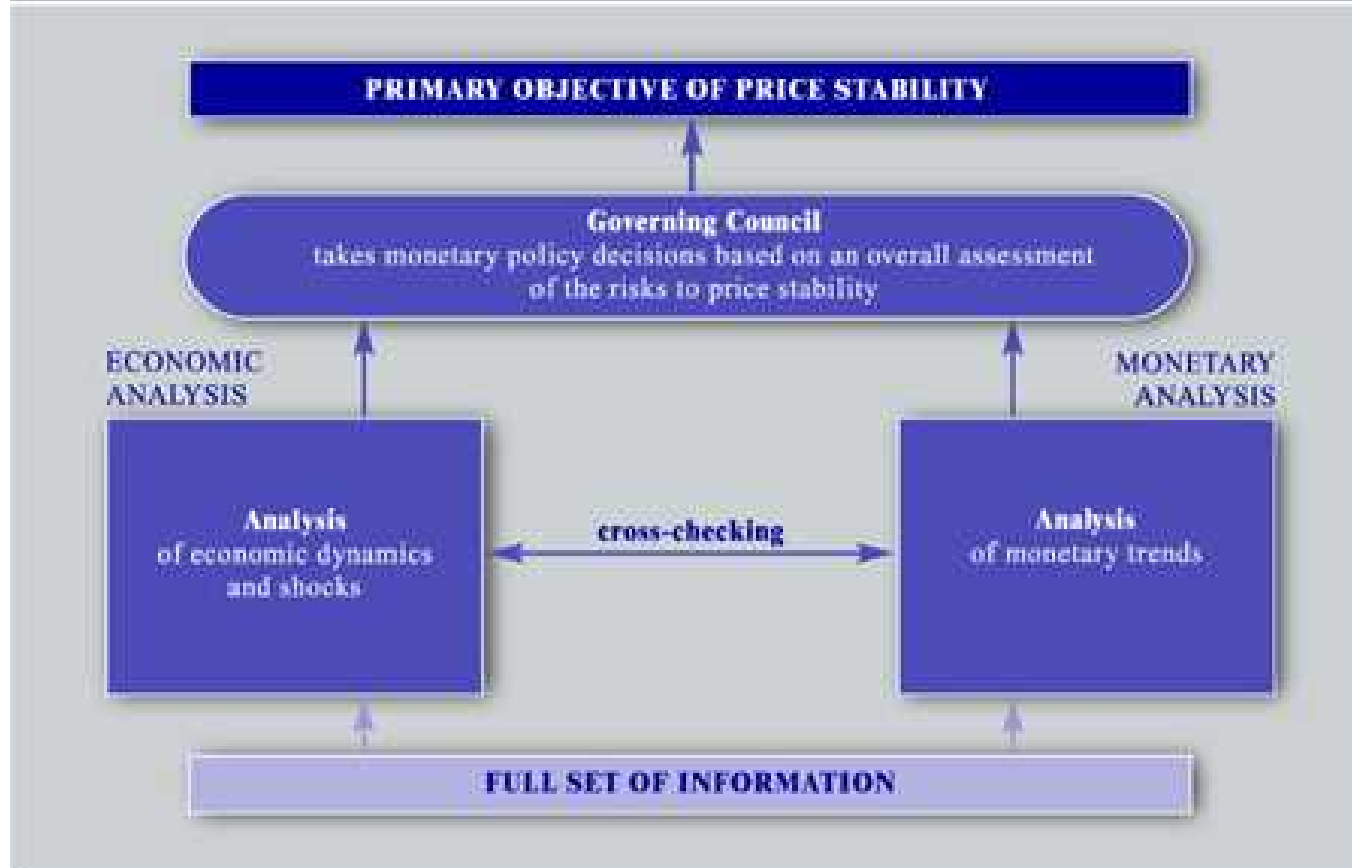 PRIMARY OBJECTIVE OF PRICE STABILITY
Governing Council
takes monetary policy decisions based on an overall assessment
of the risks to price stability
ECONOMIC
ANALYSIS
MONETARY
ANALYSIS
Analysis
of economic dynamics
and shocks
cross-checking
Analysis
of monetary trends
FULL SET OF INFORMATION